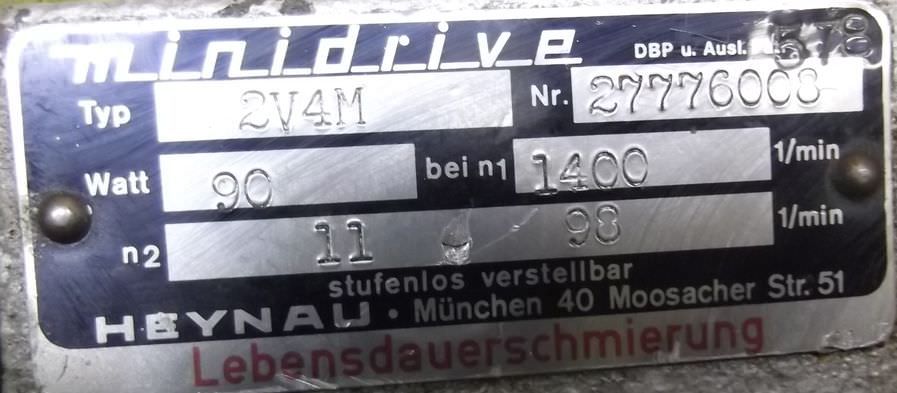 minidrive DBP u. Ausl. 578
Typ 2V4M Nr. 27776008
Watt 90 bei n1 1400 1/min
n2 11 98 1/min
stufenlos verstellbar
HEYNAU · München 40 Moosacher Str. 51
Lebensdauerschmierung